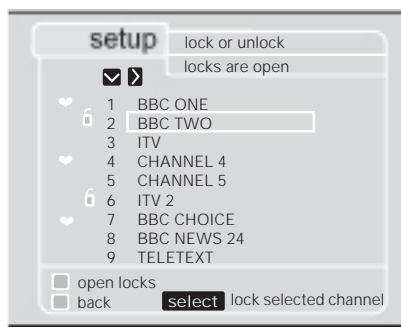 setup
lock or unlock
locks are open
1 BBC ONE
2 BBC TWO
3 ITV
4 CHANNEL 4
5 CHANNEL 5
6 ITV 2
7 BBC CHOICE
8 BBC NEWS 24
9 TELETEXT
open locks
back
select lock selected channel